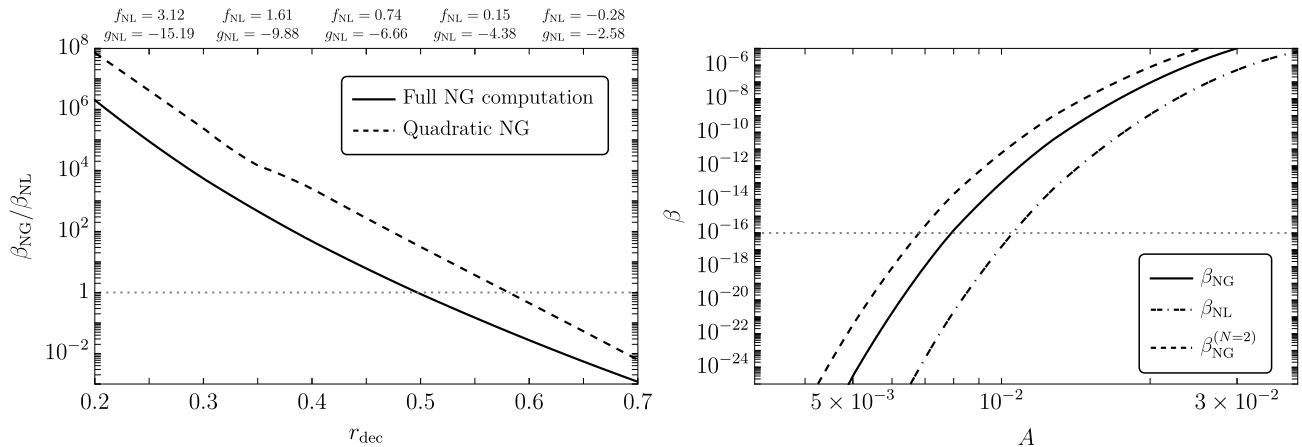 f_NL = 3.12 f_NL = 1.61 f_NL = 0.74 f_NL = 0.15 f_NL = −0.28
g_NL = −15.19 g_NL = −9.88 g_NL = −6.66 g_NL = −4.38 g_NL = −2.58
10^8
10^6
10^4
10^2
1
10^−2
β_NG/β_NL
Full NG computation
Quadratic NG
0.2 0.3 0.4 0.5 0.6 0.7
r_dec
10^−6
10^−8
10^−10
10^−12
10^−14
10^−16
10^−18
10^−20
10^−22
10^−24
β
β_NG
β_NL
β_NG^(N=2)
5 × 10^−3 10^−2 3 × 10^−2
A